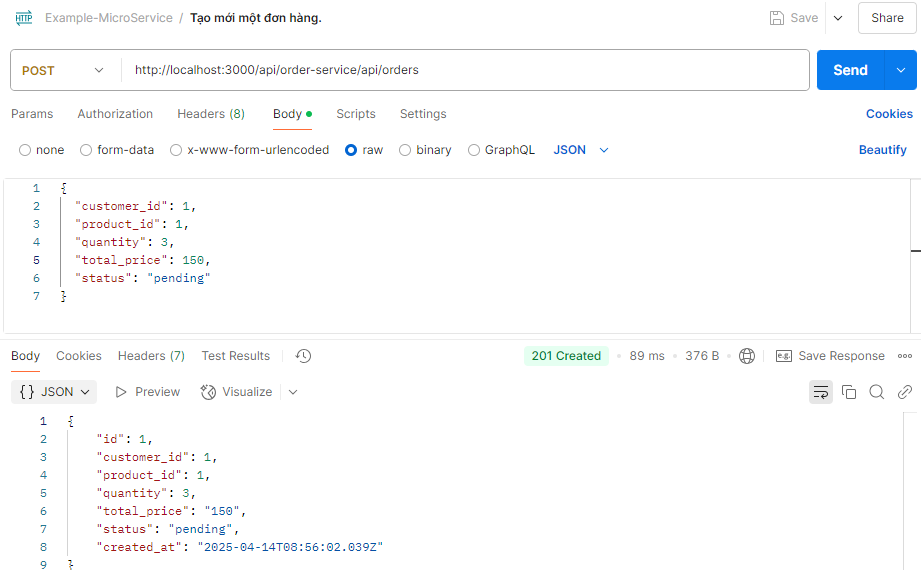 HTTP Example-MicroService / Tạo mới một đơn hàng. Save Share
POST http://localhost:3000/api/order-service/api/orders Send
Params Authorization Headers (8) Body Scripts Settings Cookies
none form-data x-www-form-urlencoded raw binary GraphQL JSON Beautify
1 {
2 "customer_id": 1,
3 "product_id": 1,
4 "quantity": 3,
5 "total_price": 150,
6 "status": "pending"
7 }
Body Cookies Headers (7) Test Results 201 Created • 89 ms • 376 B • e.g. Save Response
{} JSON Preview Visualize
1 {
2 "id": 1,
3 "customer_id": 1,
4 "product_id": 1,
5 "quantity": 3,
6 "total_price": "150",
7 "status": "pending",
8 "created_at": "2025-04-14T08:56:02.039Z"
9 }